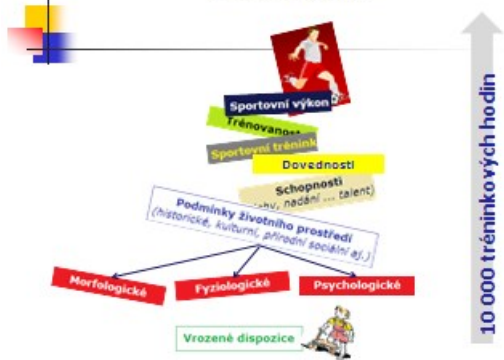 Sportovní výkon
Trénovanost
Sportovní trénink
Dovednosti
Schopnosti
nadání ... talent)
Podmínky životního prostředí
(historické, kulturní, přírodní sociální aj.)
Morfologické
Fyziologické
Psychologické
Vrozené dispozice
10 000 tréninkových hodin